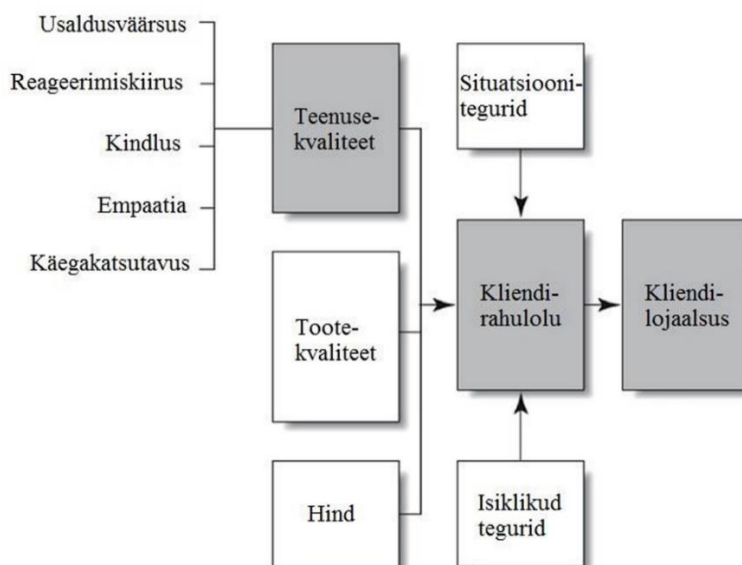 Usaldusväärsus
Reageerimiskiirus
Kindlus
Empaatia
Käegakatsutavus
Teenuse-
kvaliteet
Toote-
kvaliteet
Hind
Situatsiooni-
tegurid
Kliendi-
rahulolu
Isiklikud
tegurid
Kliendi-
lojaalsus